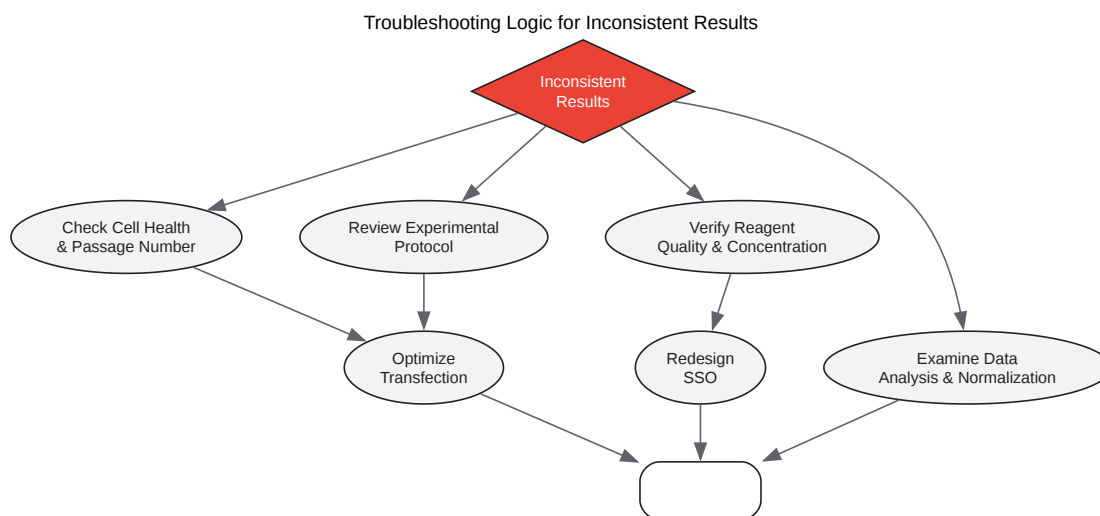 Troubleshooting Logic for Inconsistent Results
Inconsistent
Results
Check Cell Health
& Passage Number
Review Experimental
Protocol
Verify Reagent
Quality & Concentration
Optimize
Transfection
Redesign
SSO
Examine Data
Analysis & Normalization